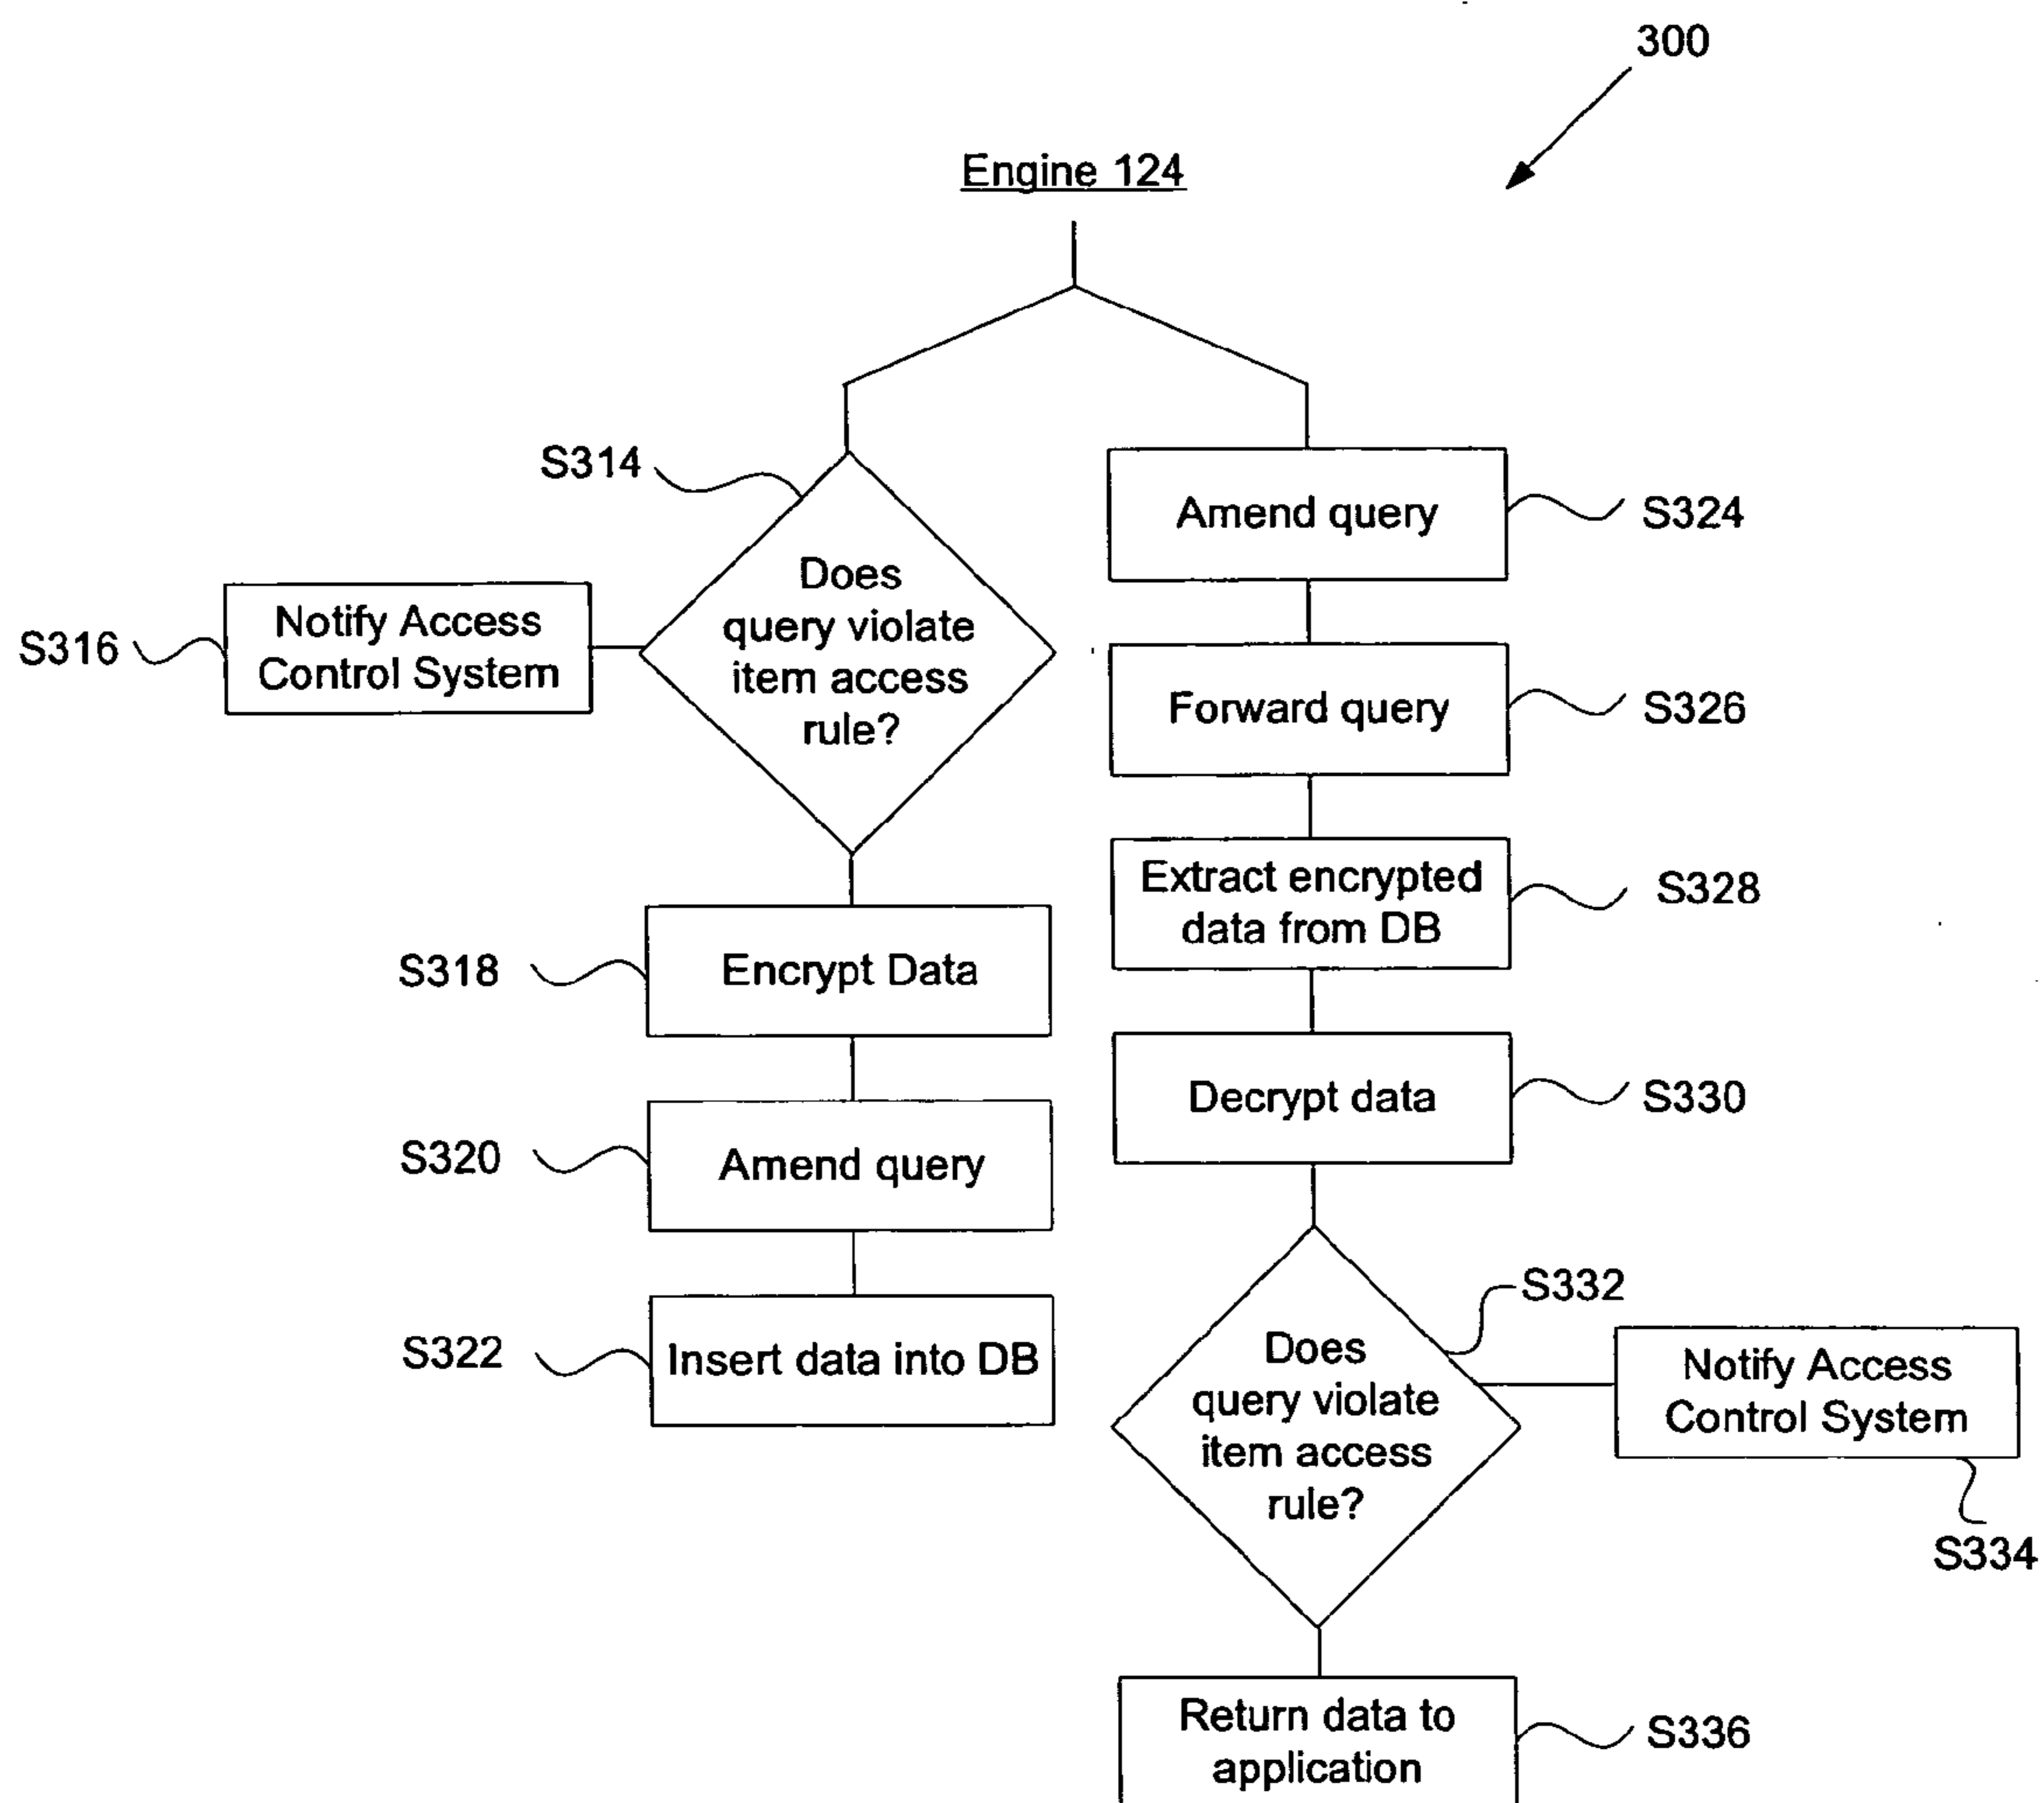 300
Engine 124
S314
Does
query violate
item access
rule?
S316
Notify Access
Control System
S318
Encrypt Data
S320
Amend query
S322
Insert data into DB
Amend query
S324
Forward query
S326
Extract encrypted
data from DB
S328
Decrypt data
S330
S332
Does
query violate
item access
rule?
Notify Access
Control System
S334
Return data to
application
S336